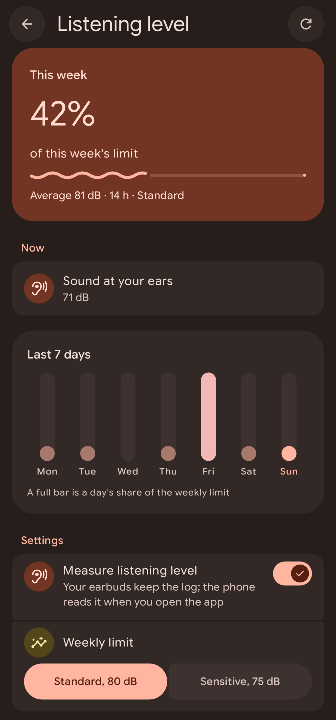 Listening level
This week
42%
of this week's limit
Average 81 dB · 14 h · Standard
Now
Sound at your ears
71 dB
Last 7 days
Mon Tue Wed Thu Fri Sat Sun
A full bar is a day's share of the weekly limit
Settings
Measure listening level
Your earbuds keep the log; the phone
reads it when you open the app
Weekly limit
Standard, 80 dB Sensitive, 75 dB